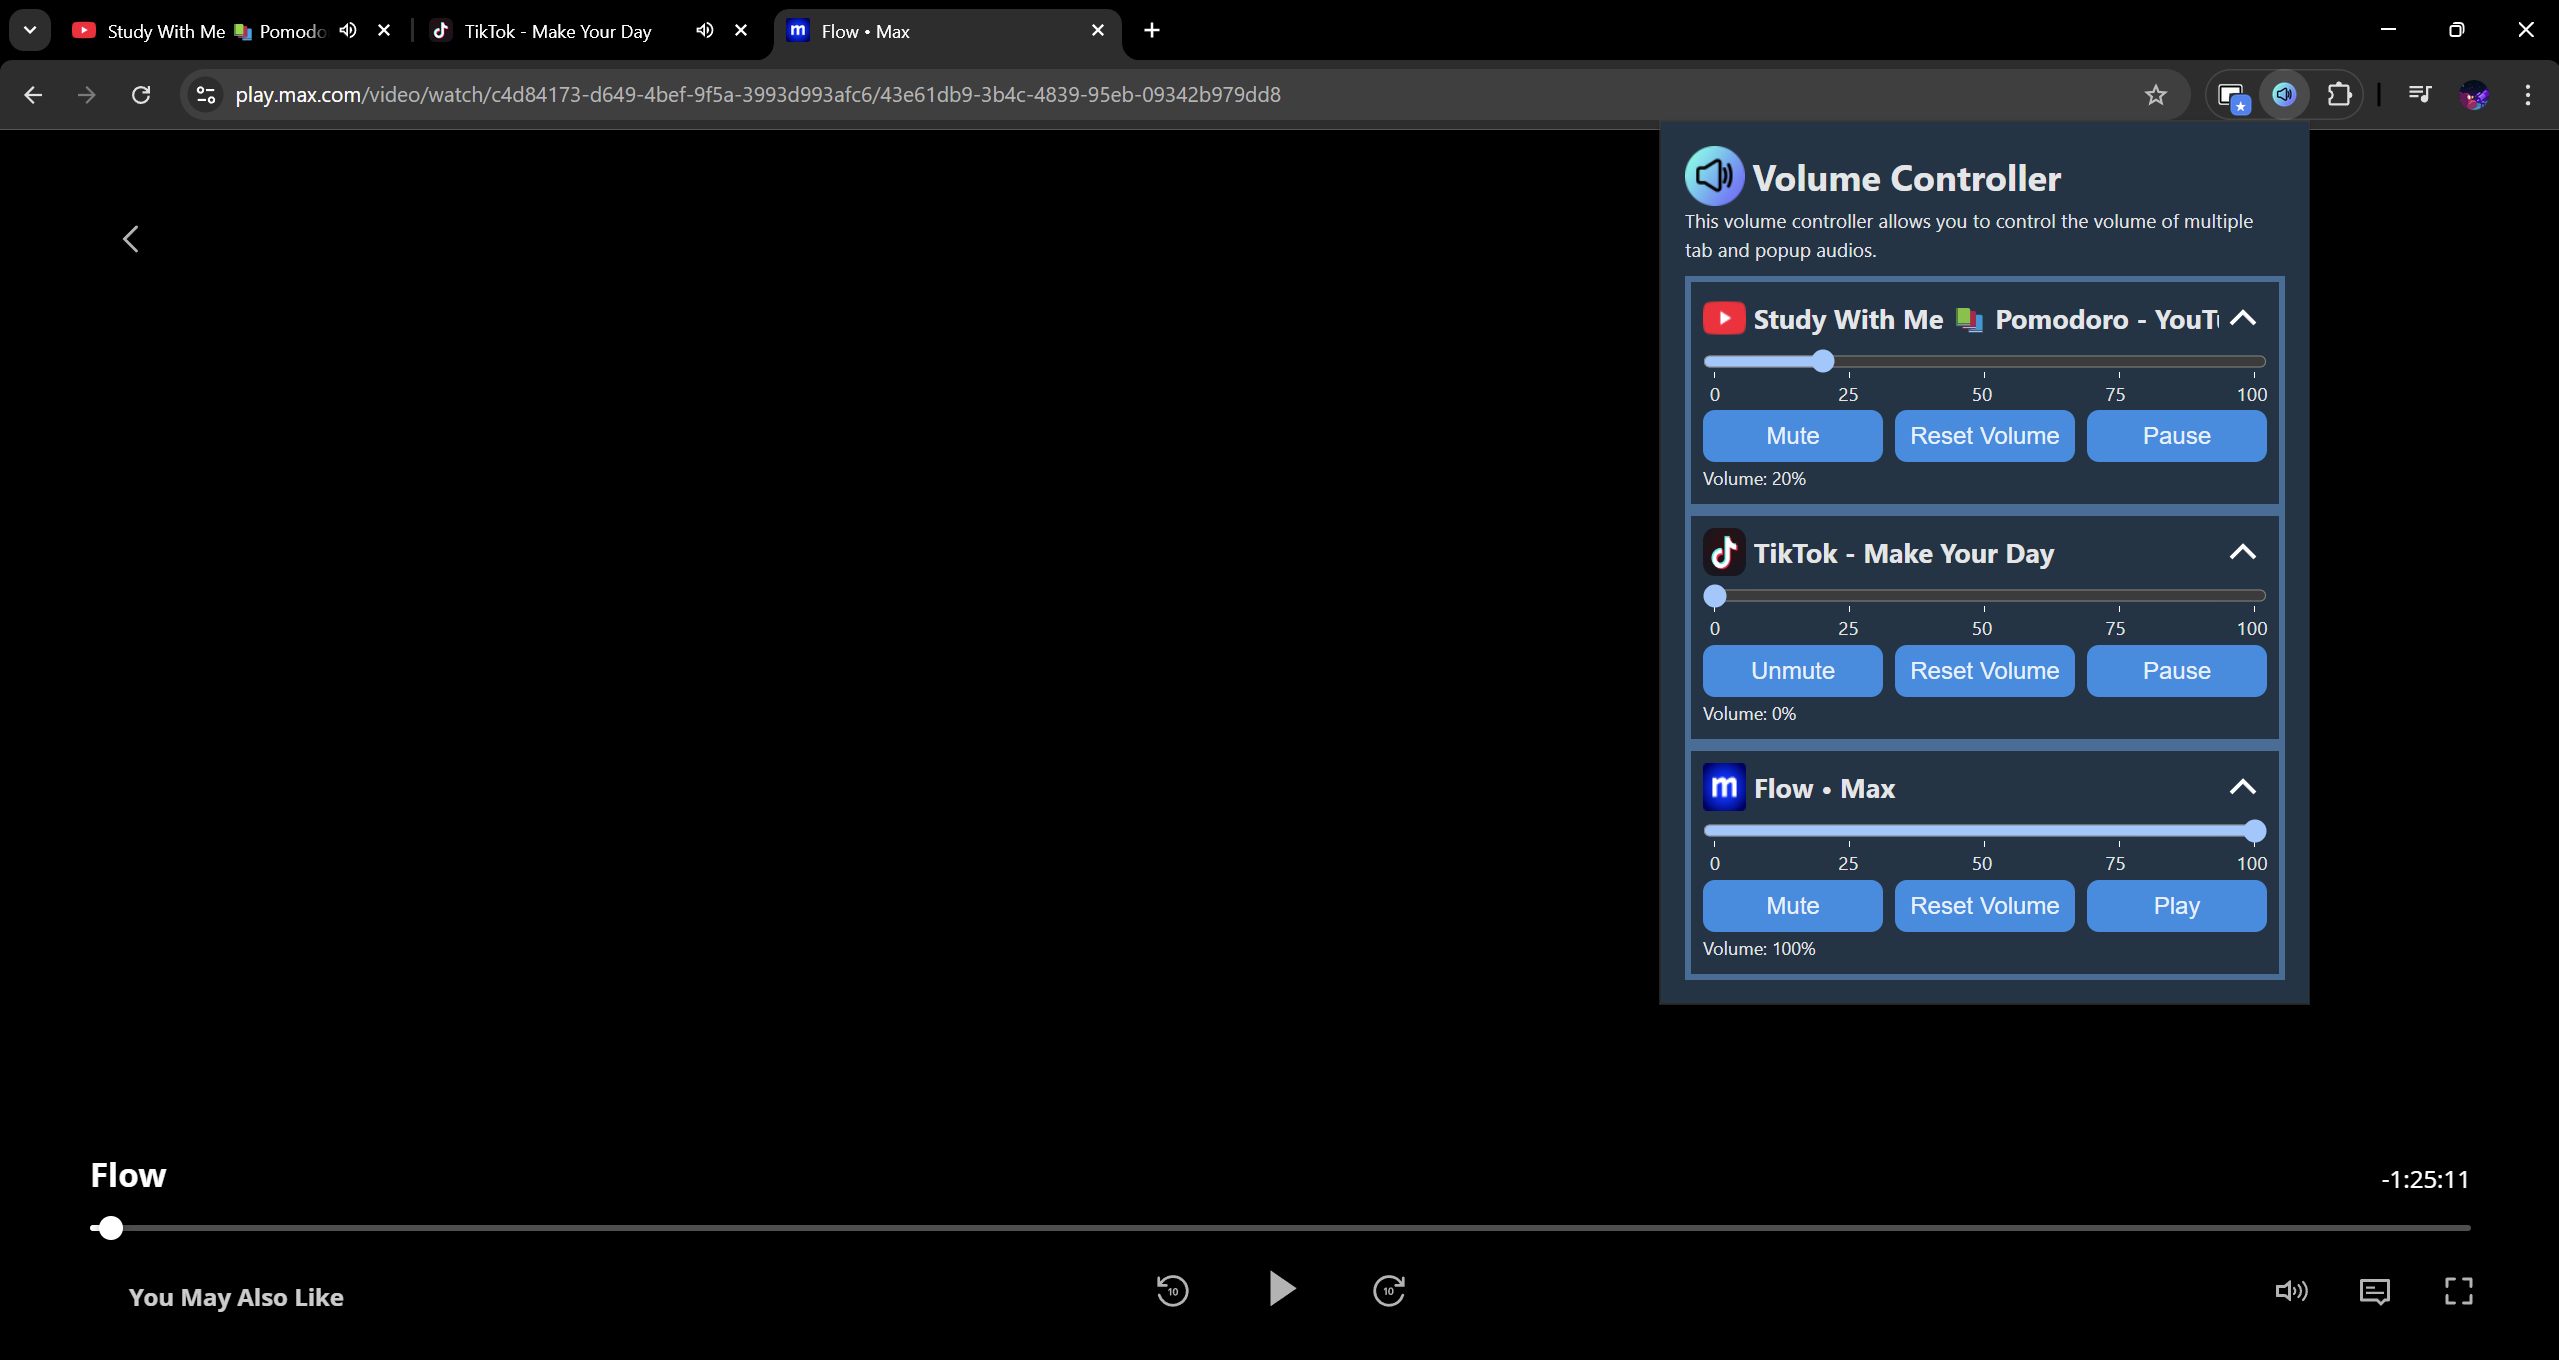 Study With Me 📚 Pomodo
TikTok - Make Your Day
m Flow • Max
play.max.com/video/watch/c4d84173-d649-4bef-9f5a-3993d993afc6/43e61db9-3b4c-4839-95eb-09342b979dd8
Volume Controller
This volume controller allows you to control the volume of multiple
tab and popup audios.
Study With Me 📚 Pomodoro - YouTu
0 25 50 75 100
Mute Reset Volume Pause
Volume: 20%
TikTok - Make Your Day
0 25 50 75 100
Unmute Reset Volume Pause
Volume: 0%
m Flow • Max
0 25 50 75 100
Mute Reset Volume Play
Volume: 100%
Flow
-1:25:11
You May Also Like
10
10